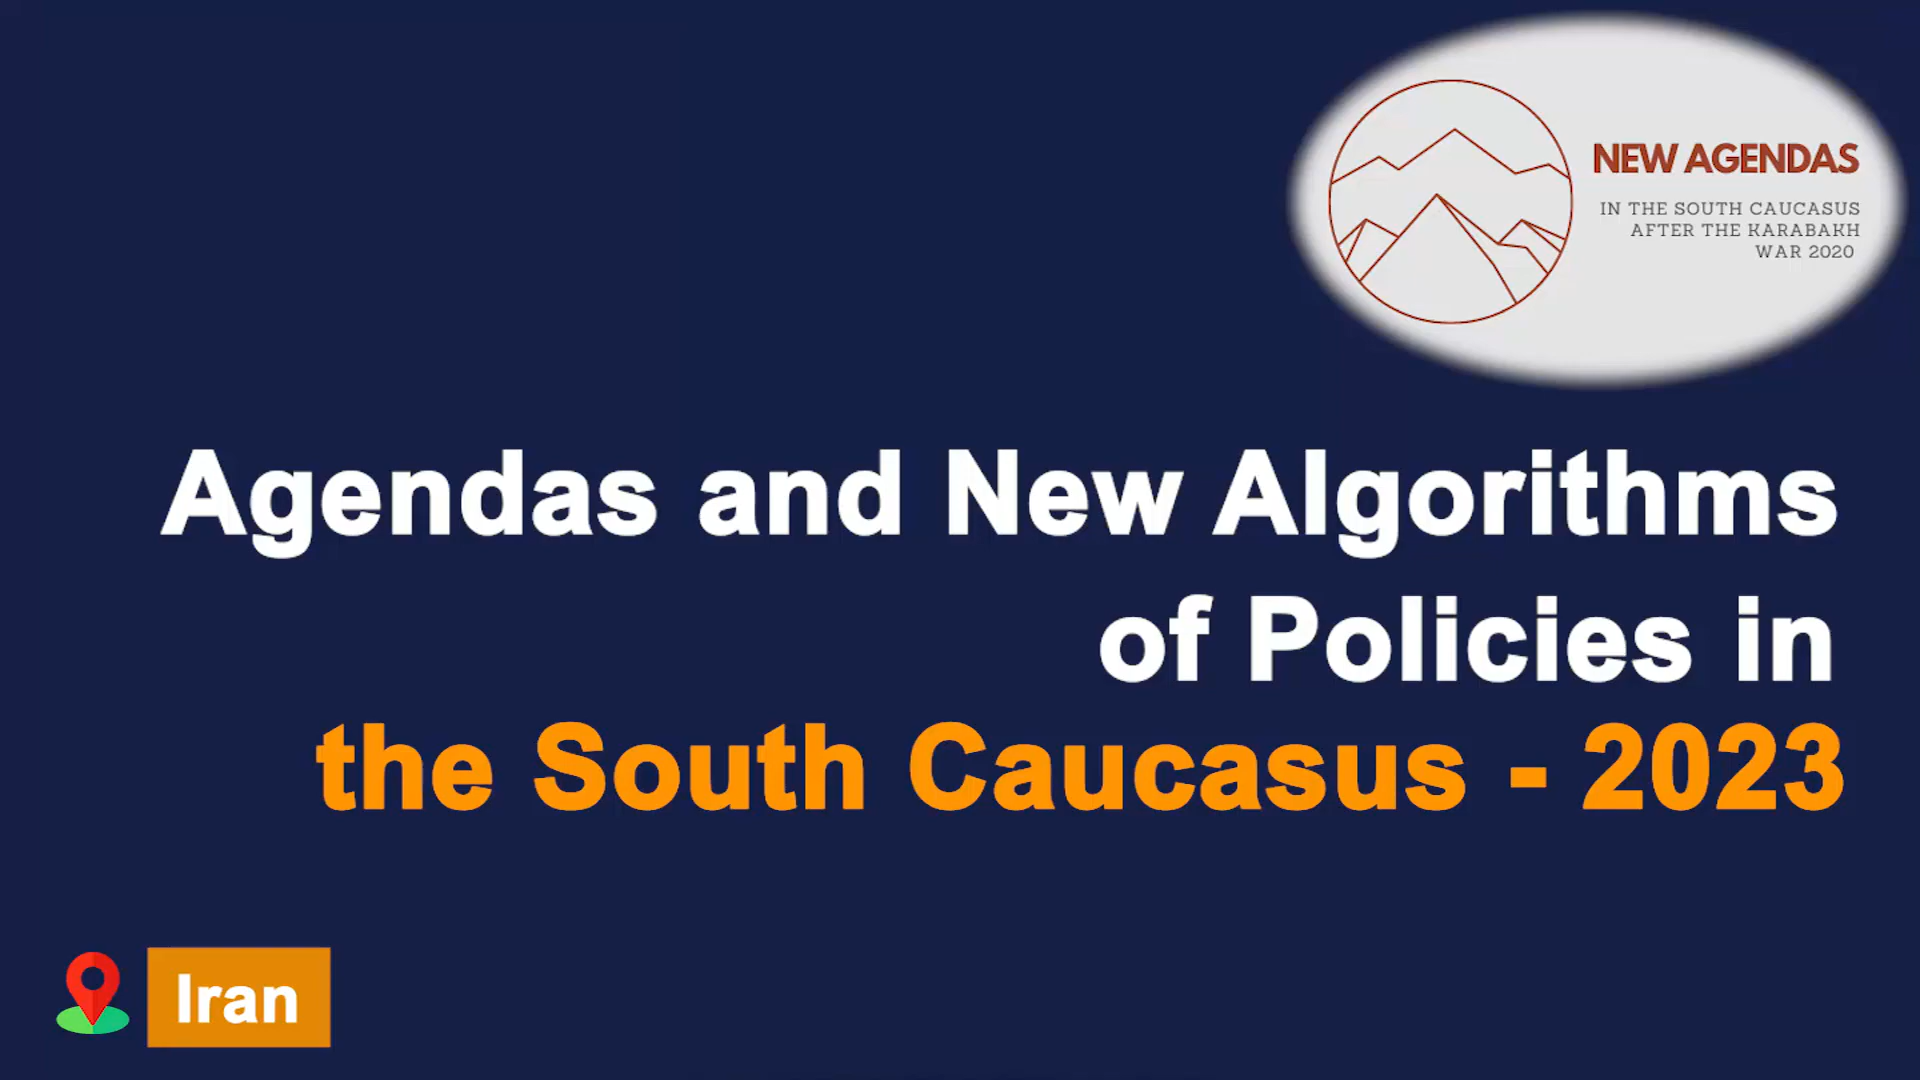 NEW AGENDAS
IN THE SOUTH CAUCASUS
AFTER THE KARABAKH
WAR 2020
Agendas and New Algorithms
of Policies in
the South Caucasus - 2023
Iran